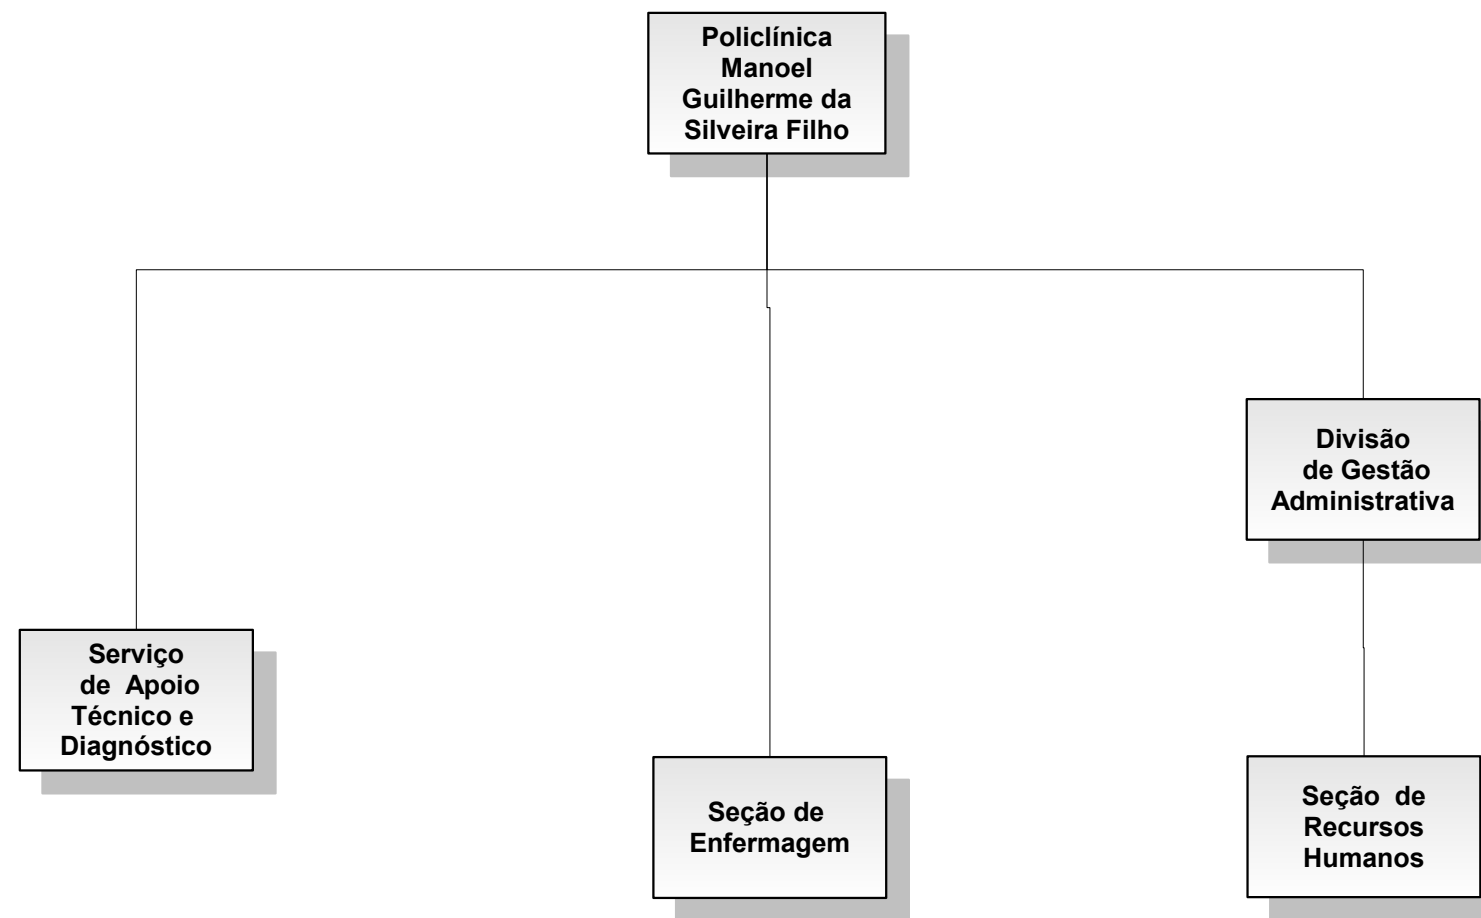 Policlínica
Manoel
Guilherme da
Silveira Filho
Divisão
de Gestão
Administrativa
Serviço
de Apoio
Técnico e
Diagnóstico
Seção de
Enfermagem
Seção de
Recursos
Humanos